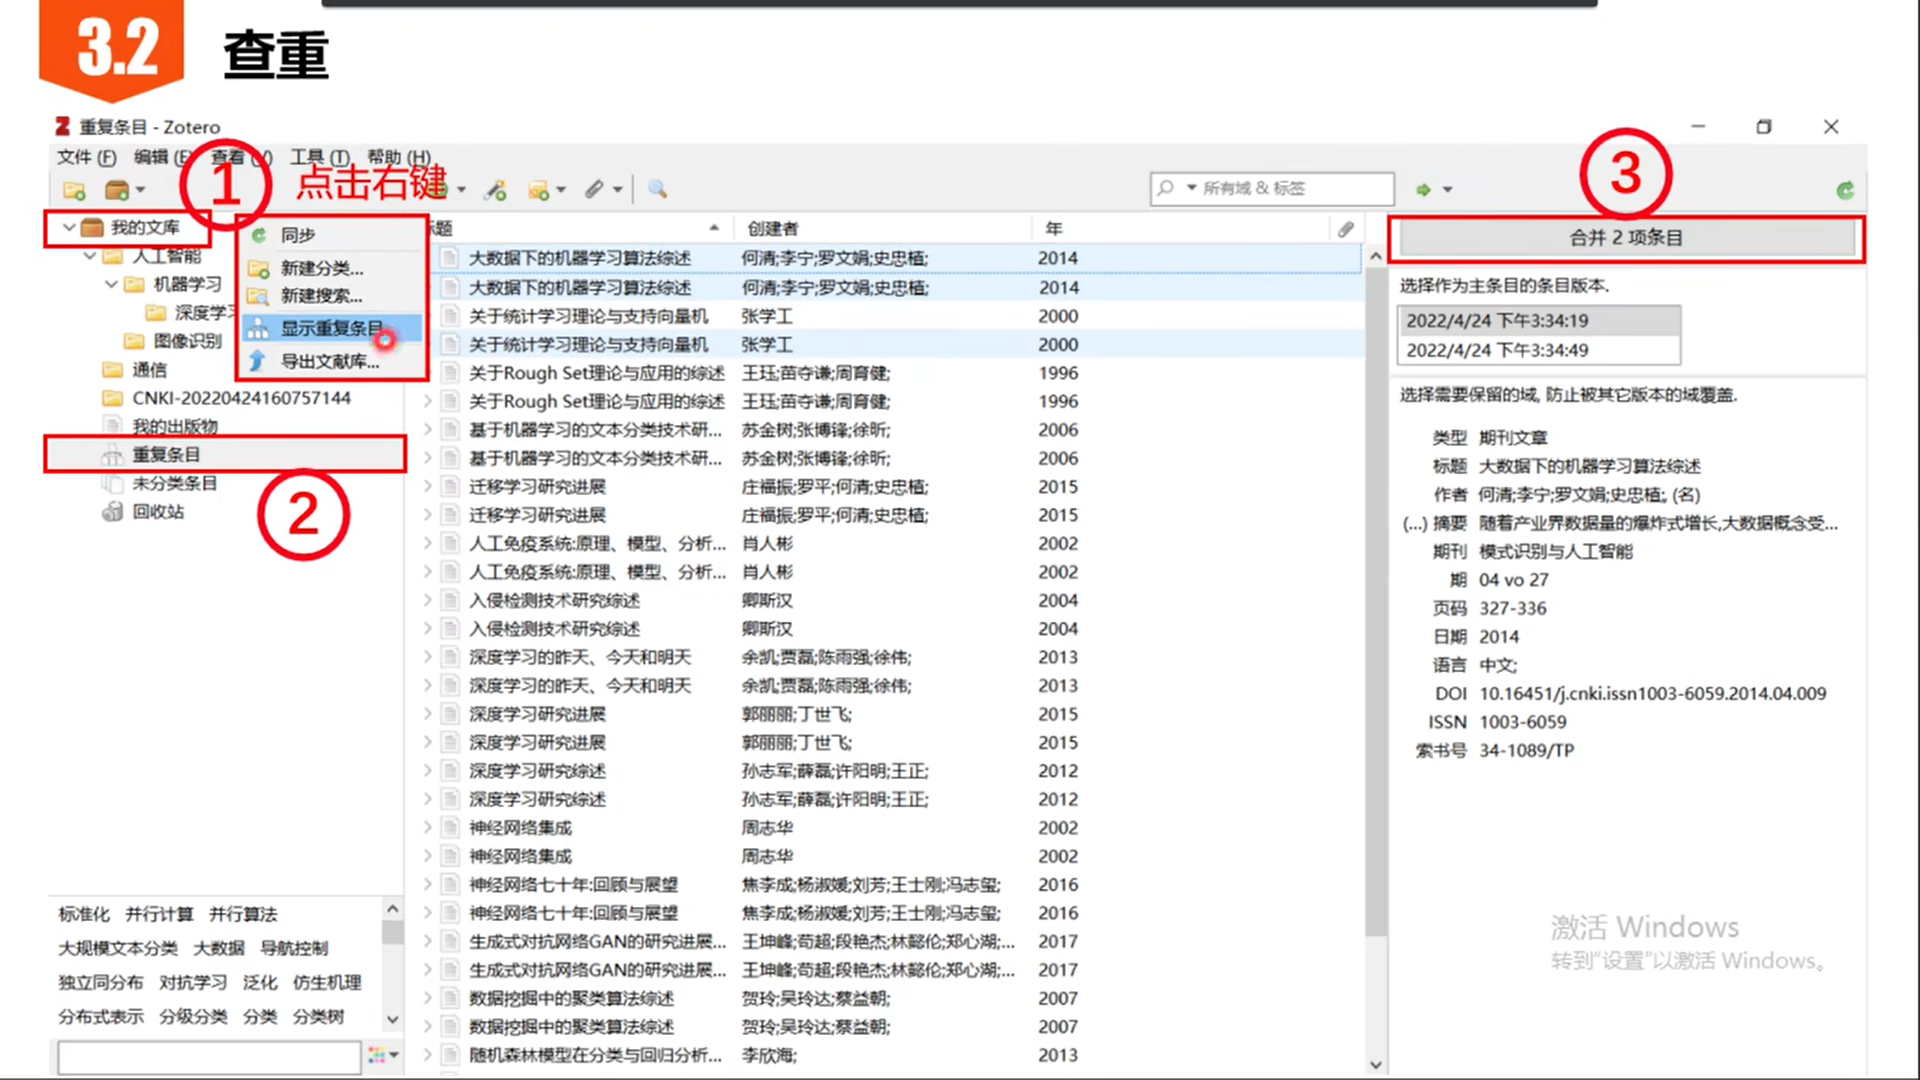 3.2 查重
重复条目 - Zotero
文件 (F) 编辑 (E) 查看 (V) 工具 (T) 帮助 (H)
1 点击右键
所有域 & 标签
3
我的文库
人工智能
机器学习
深度学习
图像识别
通信
CNKI-20220424160757144
我的出版物
重复条目
未分类条目
回收站
2
同步
新建分类...
新建搜索...
显示重复条目
导出文献库...
标题 创建者 年
大数据下的机器学习算法综述 何清;李宁;罗文娟;史忠植; 2014
大数据下的机器学习算法综述 何清;李宁;罗文娟;史忠植; 2014
关于统计学习理论与支持向量机 张学工 2000
关于统计学习理论与支持向量机 张学工 2000
关于Rough Set理论与应用的综述 王珏;苗夺谦;周育健; 1996
关于Rough Set理论与应用的综述 王珏;苗夺谦;周育健; 1996
基于机器学习的文本分类技术研... 苏金树;张博锋;徐昕; 2006
基于机器学习的文本分类技术研... 苏金树;张博锋;徐昕; 2006
迁移学习研究进展 庄福振;罗平;何清;史忠植; 2015
迁移学习研究进展 庄福振;罗平;何清;史忠植; 2015
人工免疫系统:原理、模型、分析... 肖人彬 2002
人工免疫系统:原理、模型、分析... 肖人彬 2002
入侵检测技术研究综述 卿斯汉 2004
入侵检测技术研究综述 卿斯汉 2004
深度学习的昨天、今天和明天 余凯;贾磊;陈雨强;徐伟; 2013
深度学习的昨天、今天和明天 余凯;贾磊;陈雨强;徐伟; 2013
深度学习研究进展 郭丽丽;丁世飞; 2015
深度学习研究进展 郭丽丽;丁世飞; 2015
深度学习研究综述 孙志军;薛磊;许阳明;王正; 2012
深度学习研究综述 孙志军;薛磊;许阳明;王正; 2012
神经网络集成 周志华 2002
神经网络集成 周志华 2002
神经网络七十年:回顾与展望 焦李成;杨淑媛;刘芳;王士刚;冯志玺; 2016
神经网络七十年:回顾与展望 焦李成;杨淑媛;刘芳;王士刚;冯志玺; 2016
生成式对抗网络GAN的研究进展... 王坤峰;苟超;段艳杰;林懿伦;郑心湖;... 2017
生成式对抗网络GAN的研究进展... 王坤峰;苟超;段艳杰;林懿伦;郑心湖;... 2017
数据挖掘中的聚类算法综述 贺玲;吴玲达;蔡益朝; 2007
数据挖掘中的聚类算法综述 贺玲;吴玲达;蔡益朝; 2007
随机森林模型在分类与回归分析... 李欣海; 2013
合并 2 项条目
选择作为主条目的条目版本.
2022/4/24 下午3:34:19
2022/4/24 下午3:34:49
选择需要保留的域, 防止被其它版本的域覆盖.
类型 期刊文章
标题 大数据下的机器学习算法综述
作者 何清;李宁;罗文娟;史忠植;, (名)
(...) 摘要 随着产业界数据量的爆炸式增长,大数据概念受...
期刊 模式识别与人工智能
期 04 vo 27
页码 327-336
日期 2014
语言 中文;
DOI 10.16451/j.cnki.issn1003-6059.2014.04.009
ISSN 1003-6059
索书号 34-1089/TP
标准化 并行计算 并行算法
大规模文本分类 大数据 导航控制
独立同分布 对抗学习 泛化 仿生机理
分布式表示 分级分类 分类 分类树
激活 Windows
转到“设置”以激活 Windows。